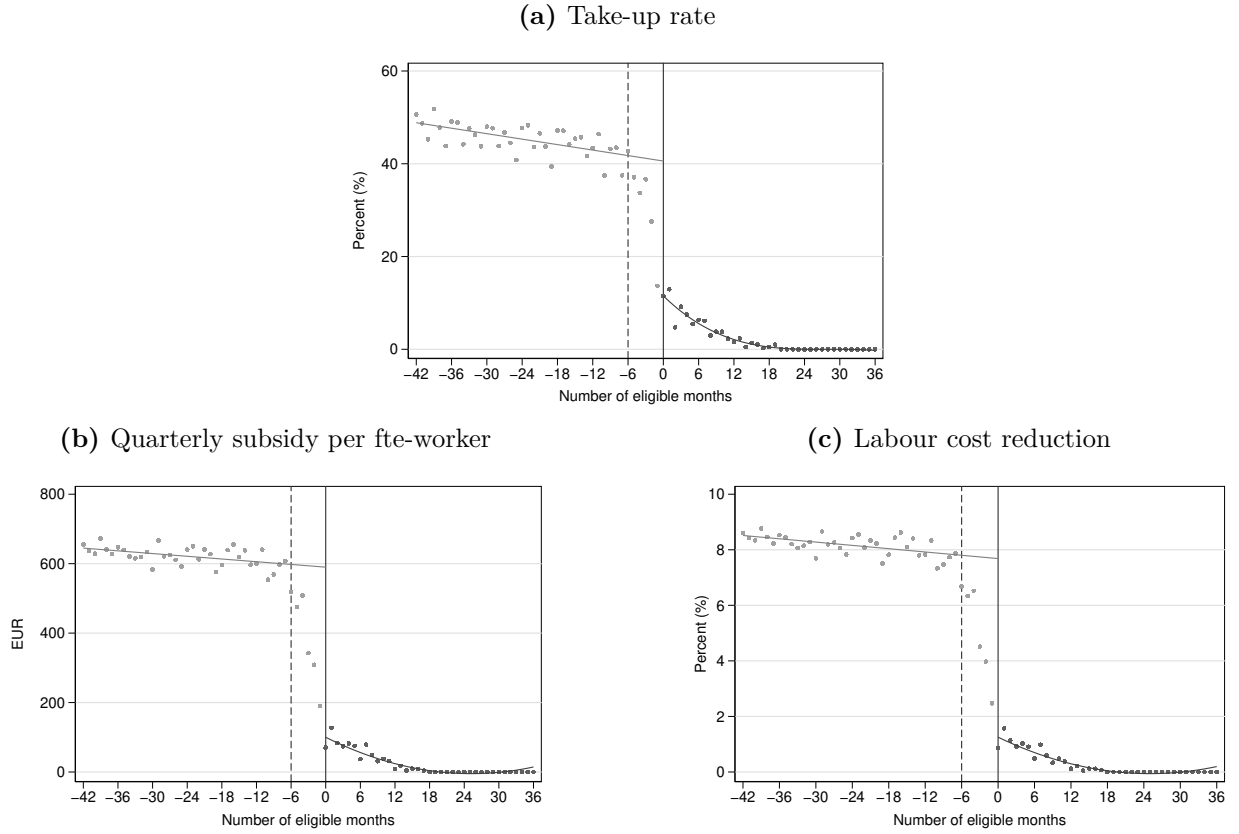 (a) Take-up rate
60
40
20
0
Percent (%)
−42 −36 −30 −24 −18 −12 −6 0 6 12 18 24 30 36
Number of eligible months
(b) Quarterly subsidy per fte-worker
800
600
400
200
0
EUR
−42 −36 −30 −24 −18 −12 −6 0 6 12 18 24 30 36
Number of eligible months
(c) Labour cost reduction
10
8
6
4
2
0
Percent (%)
−42 −36 −30 −24 −18 −12 −6 0 6 12 18 24 30 36
Number of eligible months